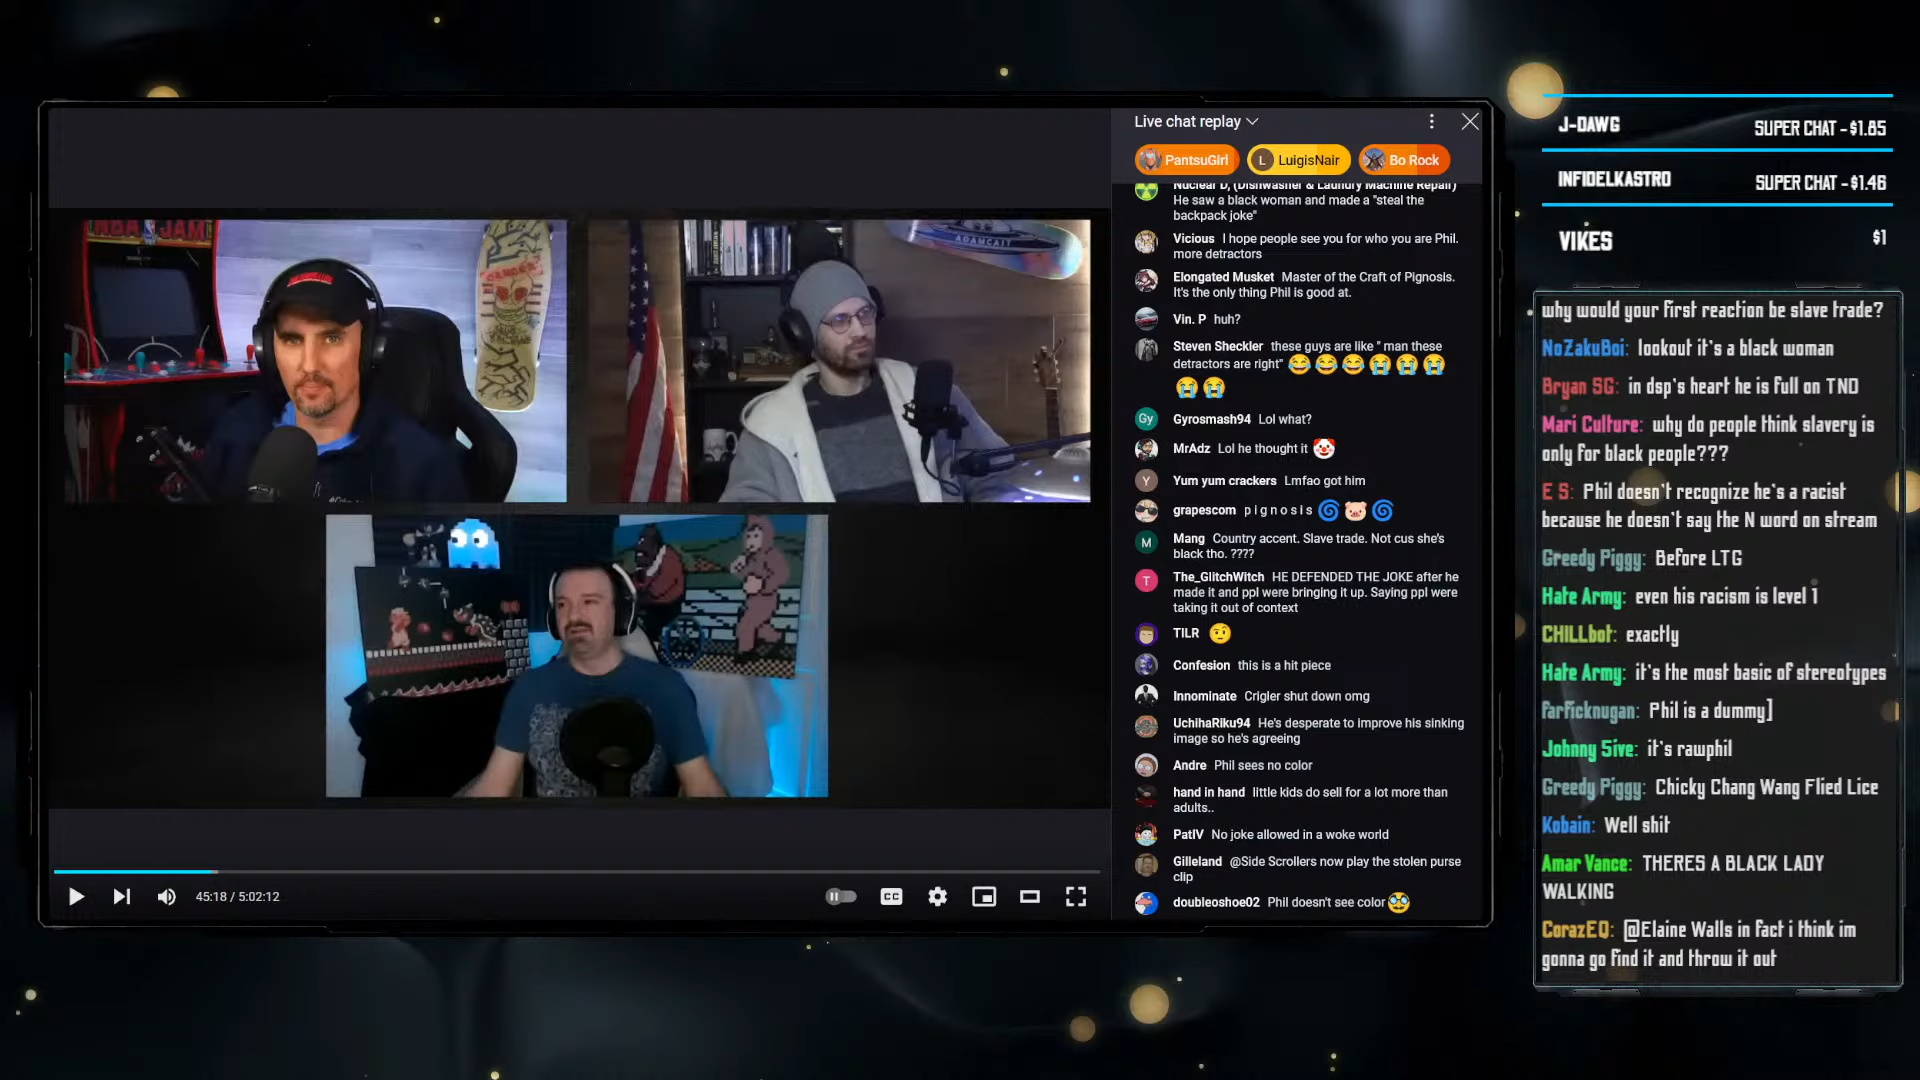 NBA JAM
ADAMCAIT
Live chat replay
PantsuGirl
L LuigisNair
Bo Rock
Nuclear D, (Dishwasher & Laundry Machine Repair)
He saw a black woman and made a "steal the
backpack joke"
Vicious I hope people see you for who you are Phil.
more detractors
Elongated Musket Master of the Craft of Pignosis.
It's the only thing Phil is good at.
Vin. P huh?
Steven Sheckler these guys are like " man these
detractors are right" 😂😂😂😭😭😭
😭😭
Gy Gyrosmash94 Lol what?
MrAdz Lol he thought it 🤡
Y Yum yum crackers Lmfao got him
grapescom p i g n o s i s 🌀🐷🌀
M Mang Country accent. Slave trade. Not cus she's
black tho. ????
T The_GlitchWitch HE DEFENDED THE JOKE after he
made it and ppl were bringing it up. Saying ppl were
taking it out of context
TILR 🤨
Confesion this is a hit piece
Innominate Crigler shut down omg
UchihaRiku94 He's desperate to improve his sinking
image so he's agreeing
Andre Phil sees no color
hand in hand little kids do sell for a lot more than
adults..
PatIV No joke allowed in a woke world
Gilleland @Side Scrollers now play the stolen purse
clip
doubleoshoe02 Phil doesn't see color 🥸
45:18 / 5:02:12
CC
J-DAWG SUPER CHAT - $1.85
INFIDELKASTRO SUPER CHAT - $1.46
VIKES $1
why would your first reaction be slave trade?
NoZakuBoi: lookout it's a black woman
Bryan SG: in dsp's heart he is full on TND
Mari Culture: why do people think slavery is
only for black people???
E S: Phil doesn't recognize he's a racist
because he doesn't say the N word on stream
Greedy Piggy: Before LTG
Hate Army: even his racism is level 1
CHILLbot: exactly
Hate Army: it's the most basic of stereotypes
farficknugan: Phil is a dummy]
Johnny 5ive: it's rawphil
Greedy Piggy: Chicky Chang Wang Flied Lice
Kobain: Well shit
Amar Vance: THERES A BLACK LADY
WALKING
CorazEQ: @Elaine Walls in fact i think im
gonna go find it and throw it out